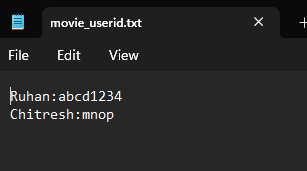 movie_userid.txt
File Edit View
Ruhan:abcd1234
Chitresh:mnop